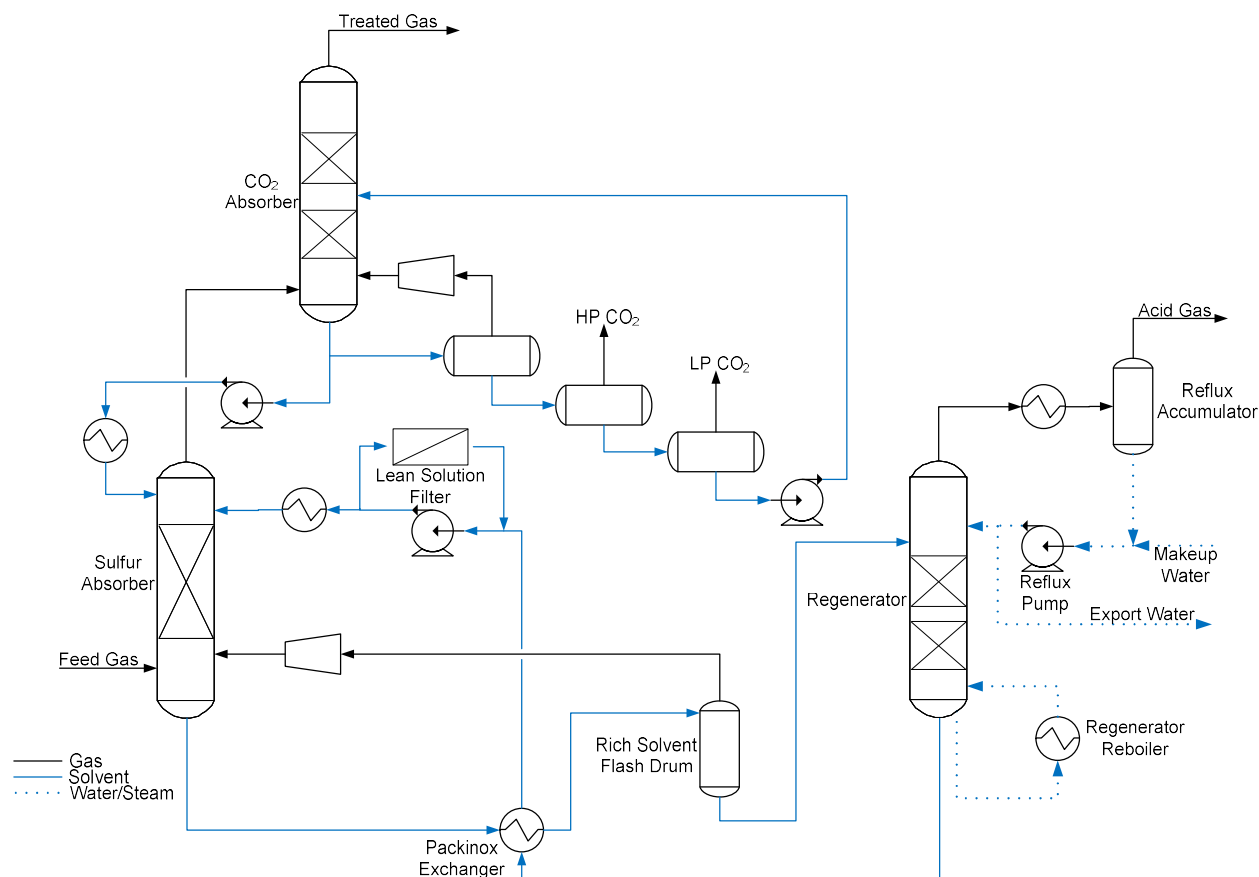 Treated Gas
CO₂
Absorber
HP CO₂
LP CO₂
Acid Gas
Reflux
Accumulator
Lean Solution
Filter
Sulfur
Absorber
Makeup
Water
Reflux
Pump
Regenerator
Export Water
Feed Gas
Regenerator
Reboiler
Rich Solvent
Flash Drum
Gas
Solvent
Water/Steam
Packinox
Exchanger